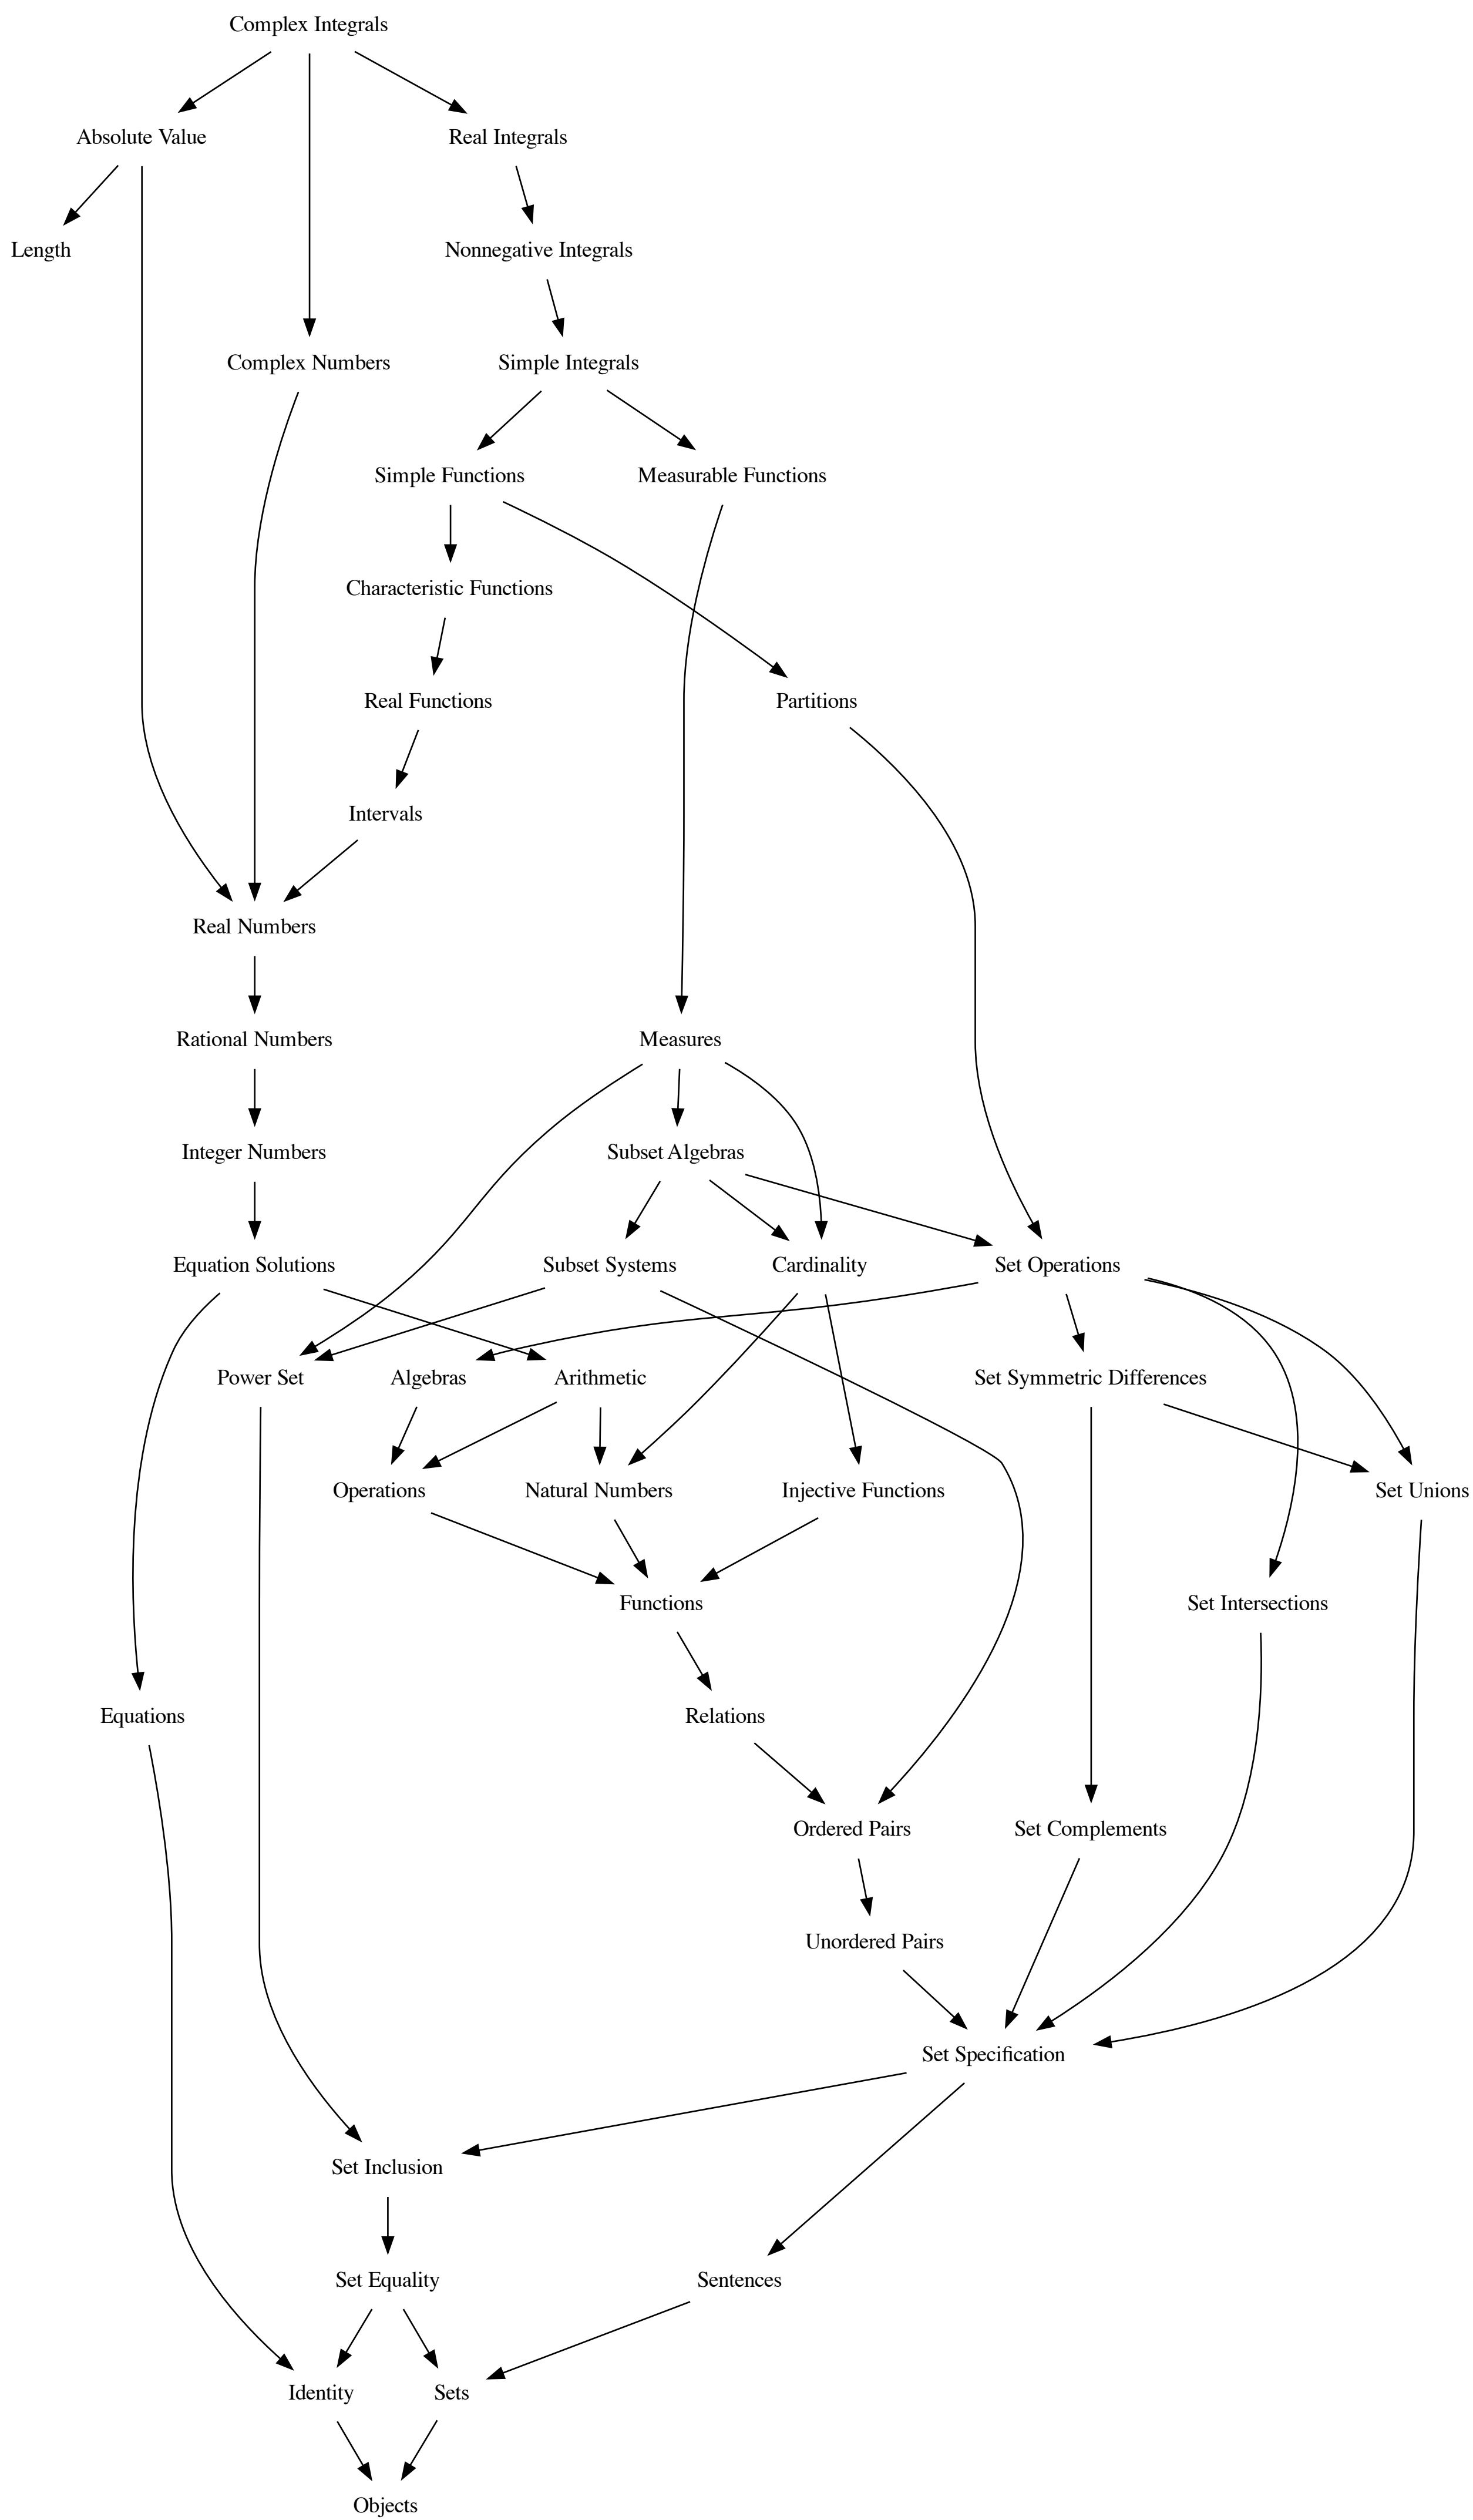 Complex Integrals
Absolute Value
Real Integrals
Length
Nonnegative Integrals
Complex Numbers
Simple Integrals
Simple Functions
Measurable Functions
Characteristic Functions
Real Functions
Partitions
Intervals
Real Numbers
Rational Numbers
Measures
Integer Numbers
Subset Algebras
Equation Solutions
Subset Systems
Cardinality
Set Operations
Power Set
Algebras
Arithmetic
Set Symmetric Differences
Operations
Natural Numbers
Injective Functions
Set Unions
Functions
Set Intersections
Equations
Relations
Ordered Pairs
Set Complements
Unordered Pairs
Set Specification
Set Inclusion
Set Equality
Sentences
Identity
Sets
Objects